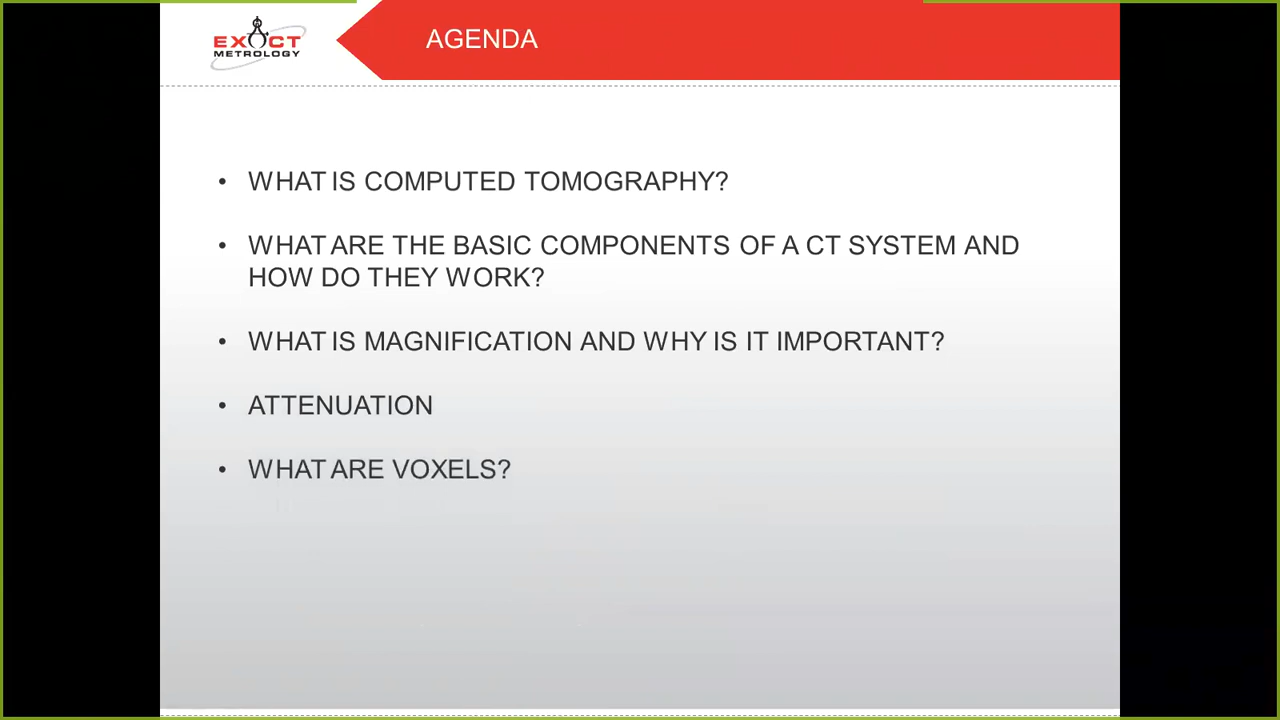 EXACT
METROLOGY
AGENDA
• WHAT IS COMPUTED TOMOGRAPHY?
• WHAT ARE THE BASIC COMPONENTS OF A CT SYSTEM AND
HOW DO THEY WORK?
• WHAT IS MAGNIFICATION AND WHY IS IT IMPORTANT?
• ATTENUATION
• WHAT ARE VOXELS?